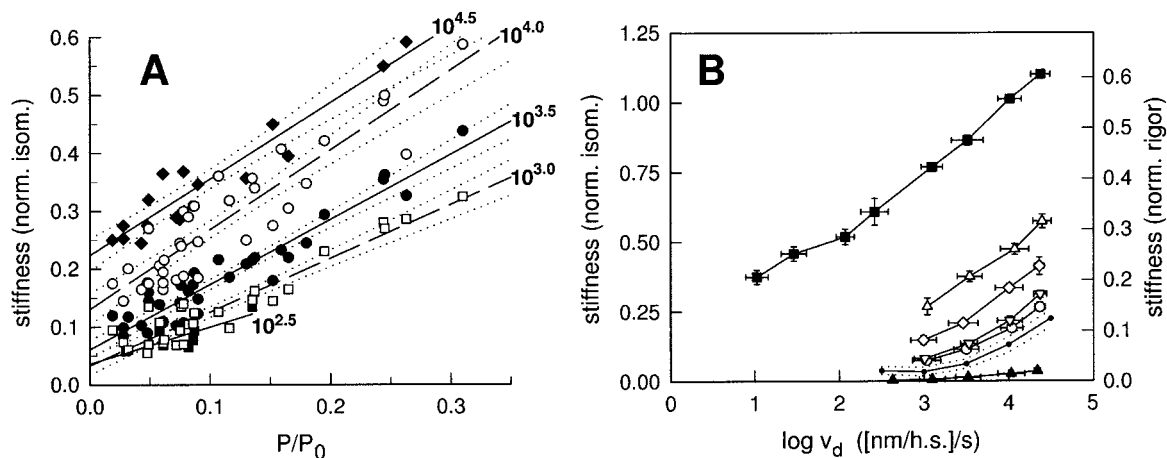 A
0.6
0.5
0.4
0.3
0.2
0.1
0.0
stiffness (norm. isom.)
10^4.5
10^4.0
10^3.5
10^3.0
10^2.5
0.0 0.1 0.2 0.3
P/P_0
B
1.25
1.00
0.75
0.50
0.25
0.00
stiffness (norm. isom.)
0.6
0.5
0.4
0.3
0.2
0.1
0.0
stiffness (norm. rigor)
0 1 2 3 4 5
log v_d ([nm/h.s.]/s)